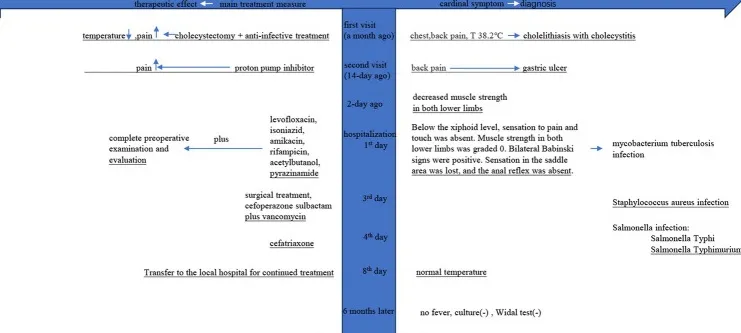 therapeutic effect ← main treatment measure
cardinal symptom → diagnosis
first visit
(a month ago)
temperature ↓ ,pain ↑ ← cholecystectomy + anti-infective treatment
chest,back pain, T 38.2℃ → cholelithiasis with cholecystitis
second visit
(14-day ago)
pain ↑ ← proton pump inhibitor
back pain → gastric ulcer
2-day ago
decreased muscle strength
in both lower limbs
hospitalization
1st day
complete preoperative
examination and
evaluation
plus
levofloxacin,
isoniazid,
amikacin,
rifampicin,
acetylbutanol,
pyrazinamide
Below the xiphoid level, sensation to pain and
touch was absent. Muscle strength in both
lower limbs was graded 0. Bilateral Babinski
signs were positive. Sensation in the saddle
area was lost, and the anal reflex was absent.
mycobacterium tuberculosis
infection
3rd day
surgical treatment,
cefoperazone sulbactam
plus vancomycin
Staphylococcus aureus infection
4th day
cefatriaxone
Salmonella infection:
Salmonella Typhi
Salmonella Typhimurium
8th day
Transfer to the local hospital for continued treatment
normal temperature
6 months later
no fever, culture(-) , Widal test(-)